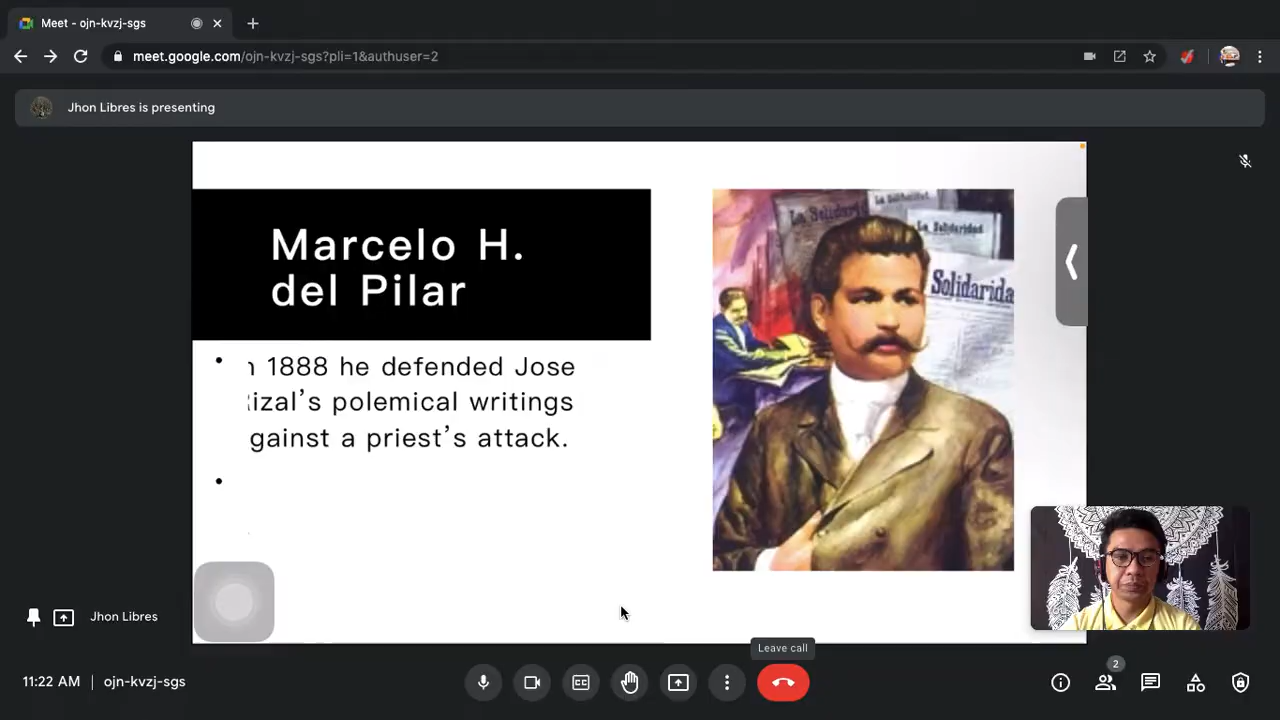 Meet - ojn-kvzj-sgs
meet.google.com/ojn-kvzj-sgs?pli=1&authuser=2
Jhon Libres is presenting
Marcelo H.
del Pilar
n 1888 he defended Jose
izal's polemical writings
gainst a priest's attack.
La Solidaridad
Solidarida
Jhon Libres
Leave call
11:22 AM | ojn-kvzj-sgs
2